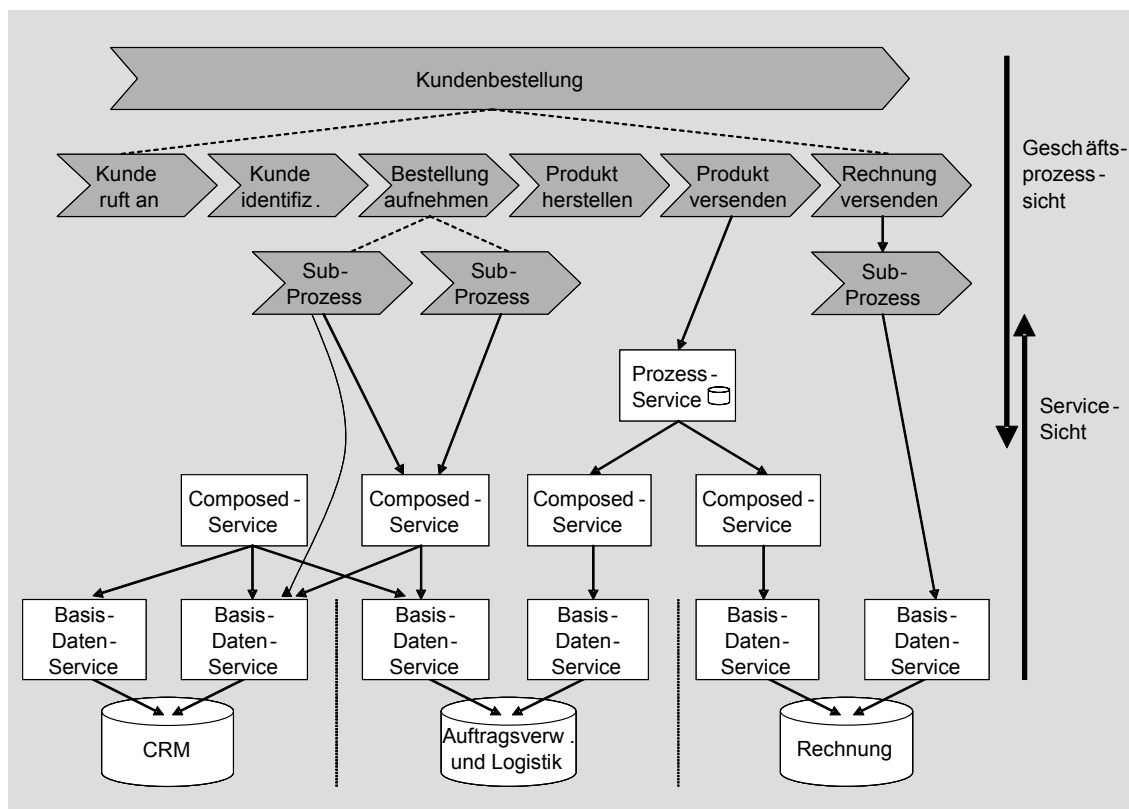 Kundenbestellung
Kunde
ruft an
Kunde
identifiz .
Bestellung
aufnehmen
Produkt
herstellen
Produkt
versenden
Rechnung
versenden
Geschäfts-
prozess-
sicht
Sub-
Prozess
Sub-
Prozess
Sub-
Prozess
Prozess-
Service
Service-
Sicht
Composed-
Service
Composed-
Service
Composed-
Service
Composed-
Service
Basis-
Daten-
Service
Basis-
Daten-
Service
Basis-
Daten-
Service
Basis-
Daten-
Service
Basis-
Daten-
Service
Basis-
Daten-
Service
CRM
Auftragsverw .
und Logistik
Rechnung